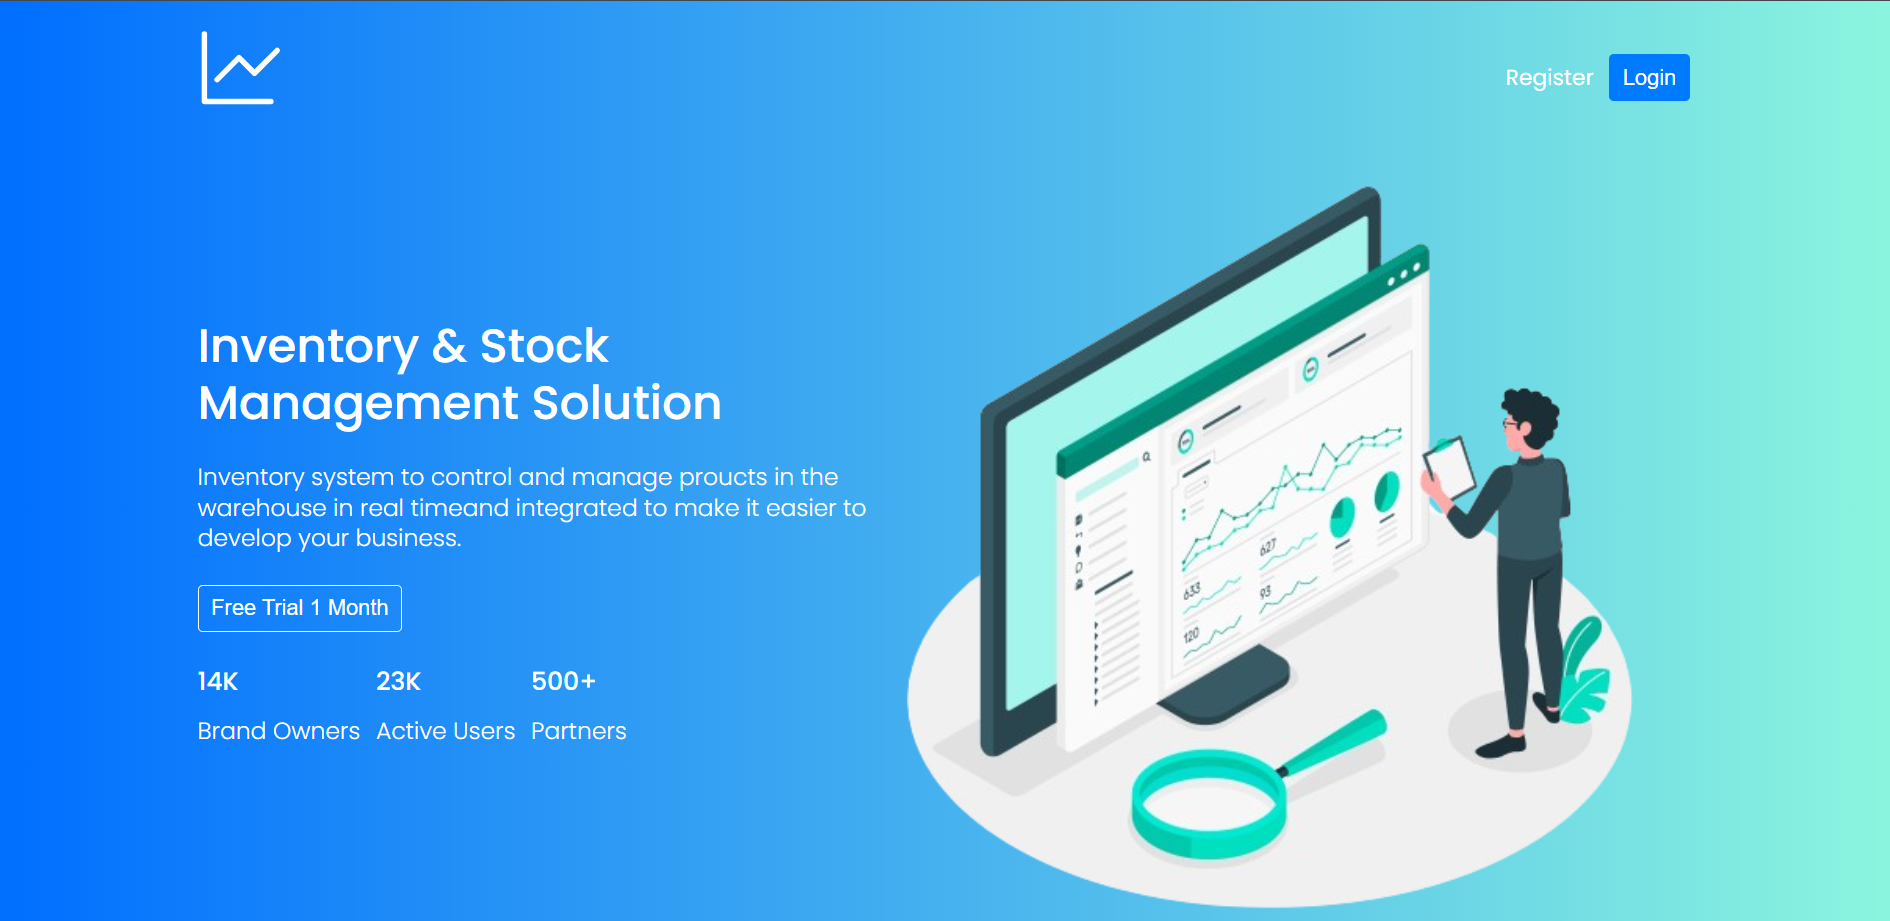 Register Login
Inventory & Stock
Management Solution
Inventory system to control and manage proucts in the
warehouse in real timeand integrated to make it easier to
develop your business.
Free Trial 1 Month
14K 23K 500+
Brand Owners Active Users Partners
627
633
93
120